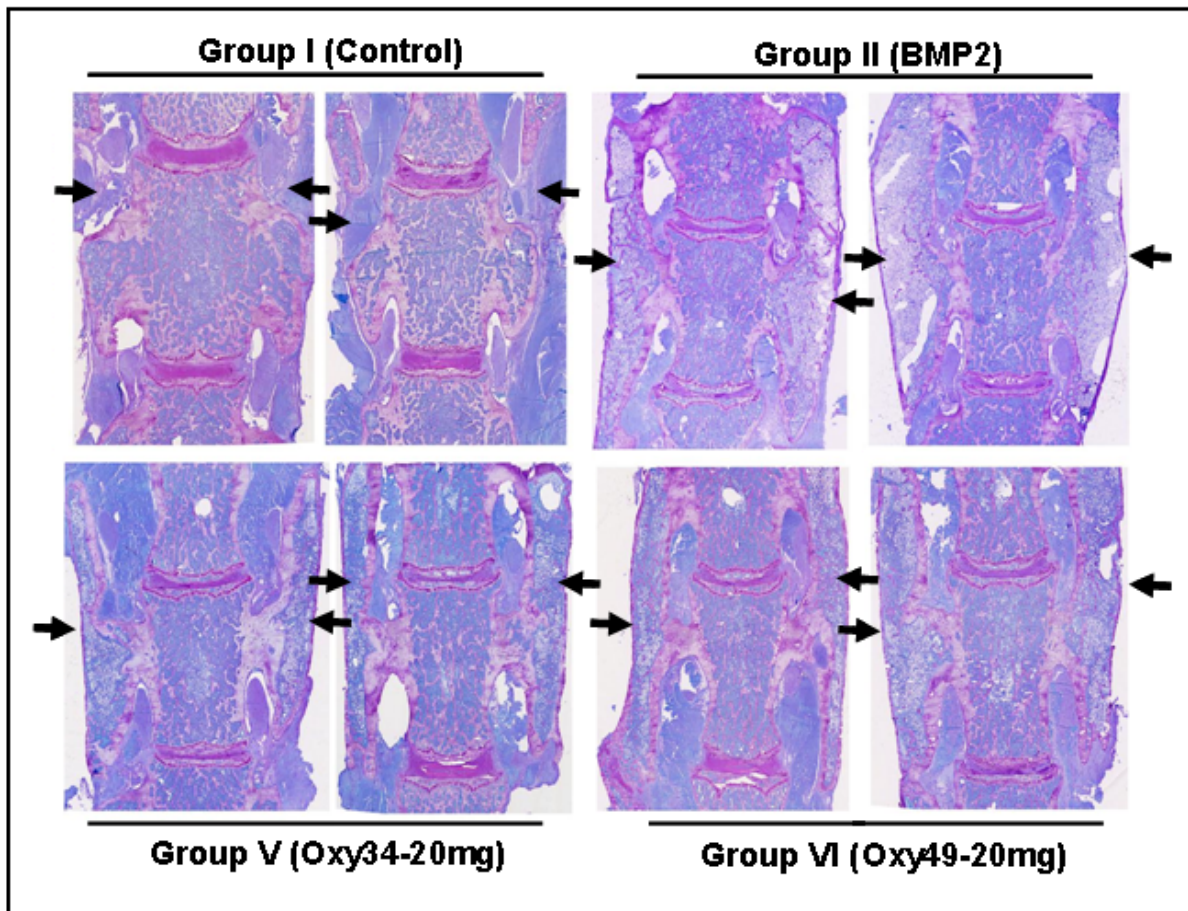 Group I (Control)
Group II (BMP2)
Group V (Oxy34-20mg)
Group VI (Oxy49-20mg)